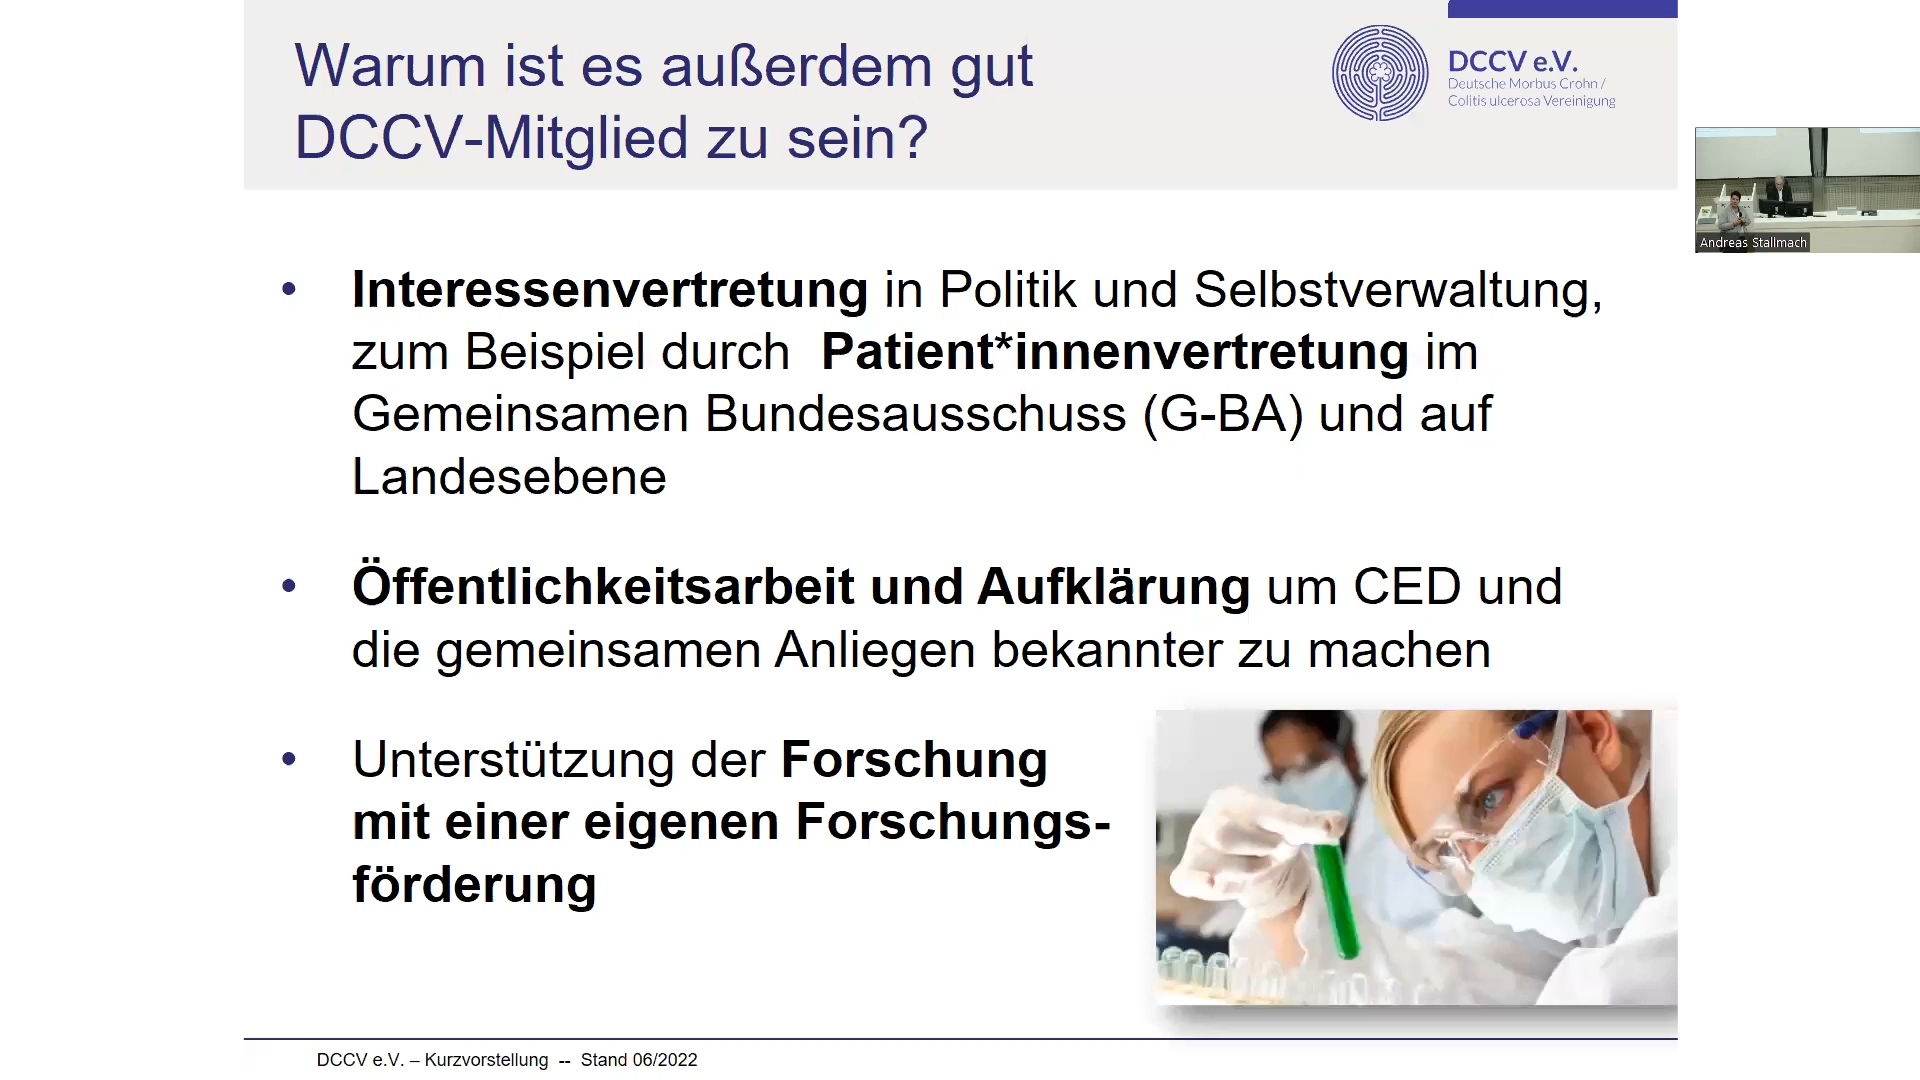 Warum ist es außerdem gut
DCCV-Mitglied zu sein?
DCCV e.V.
Deutsche Morbus Crohn /
Colitis ulcerosa Vereinigung
Andreas Stallmach
• Interessenvertretung in Politik und Selbstverwaltung,
zum Beispiel durch Patient*innenvertretung im
Gemeinsamen Bundesausschuss (G-BA) und auf
Landesebene
• Öffentlichkeitsarbeit und Aufklärung um CED und
die gemeinsamen Anliegen bekannter zu machen
• Unterstützung der Forschung
mit einer eigenen Forschungs-
förderung
DCCV e.V. – Kurzvorstellung -- Stand 06/2022